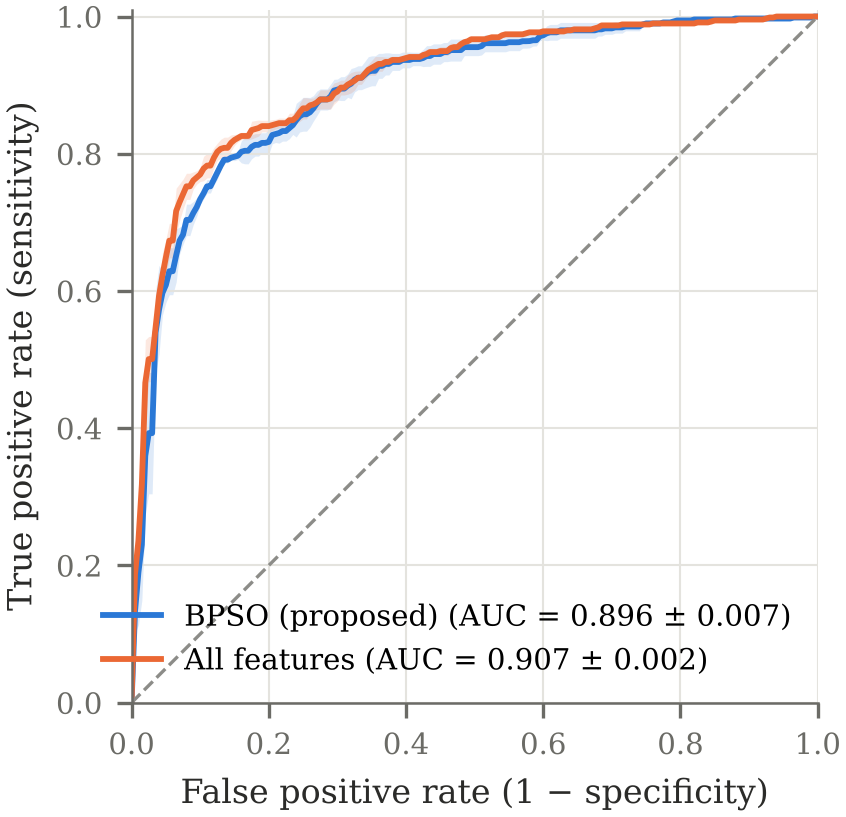 1.0
0.8
0.6
0.4
0.2
0.0
True positive rate (sensitivity)
BPSO (proposed) (AUC = 0.896 ± 0.007)
All features (AUC = 0.907 ± 0.002)
0.0 0.2 0.4 0.6 0.8 1.0
False positive rate (1 − specificity)